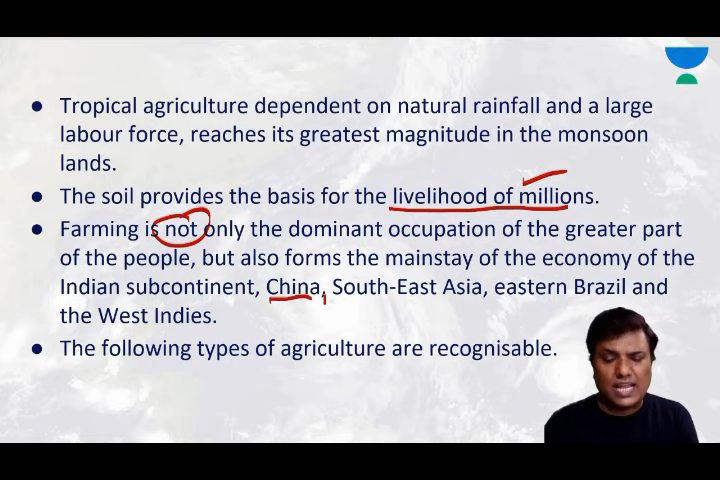 ● Tropical agriculture dependent on natural rainfall and a large
labour force, reaches its greatest magnitude in the monsoon
lands.
● The soil provides the basis for the livelihood of millions.
● Farming is not only the dominant occupation of the greater part
of the people, but also forms the mainstay of the economy of the
Indian subcontinent, China, South-East Asia, eastern Brazil and
the West Indies.
● The following types of agriculture are recognisable.